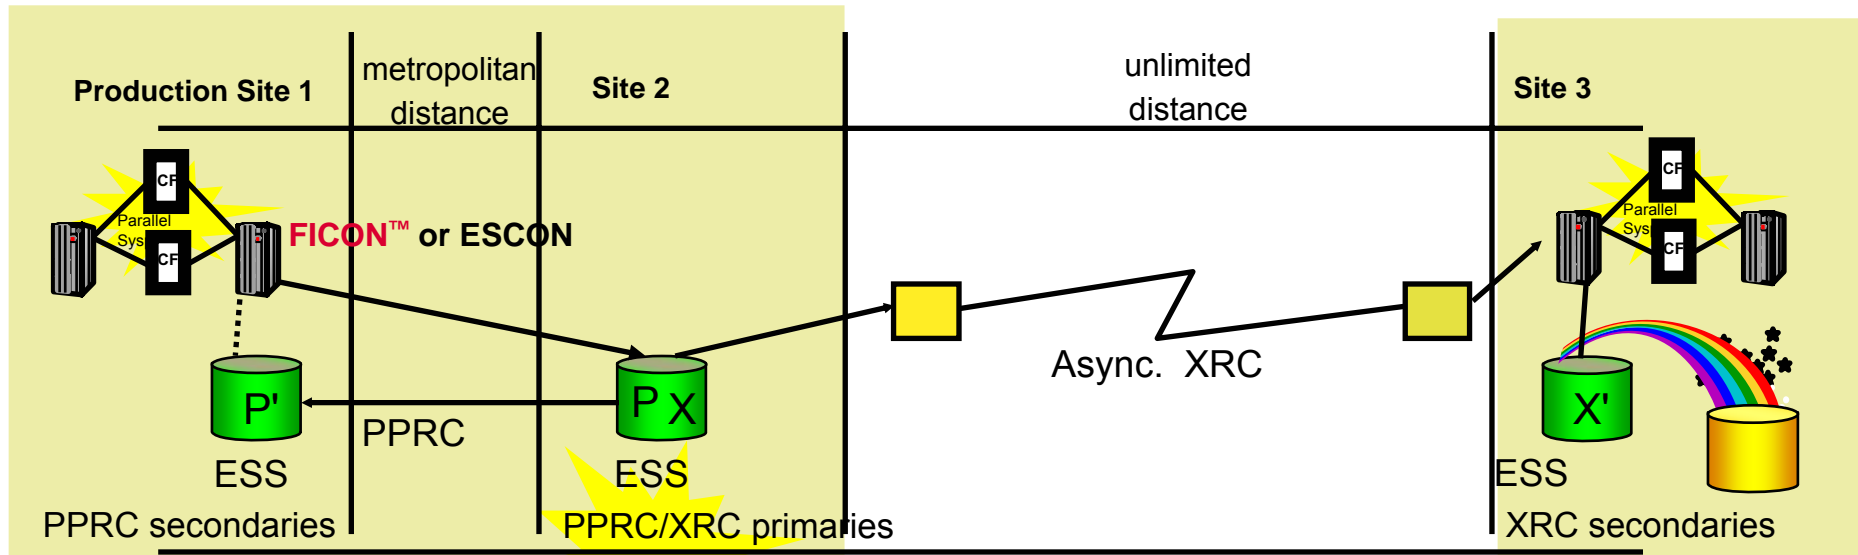 Production Site 1
metropolitan
distance
Site 2
unlimited
distance
Site 3
CF
Parallel
Sys
CF
FICON™ or ESCON
CF
Parallel
Sys
CF
Async. XRC
P'
PPRC
P X
X'
ESS
ESS
ESS
PPRC secondaries
PPRC/XRC primaries
XRC secondaries